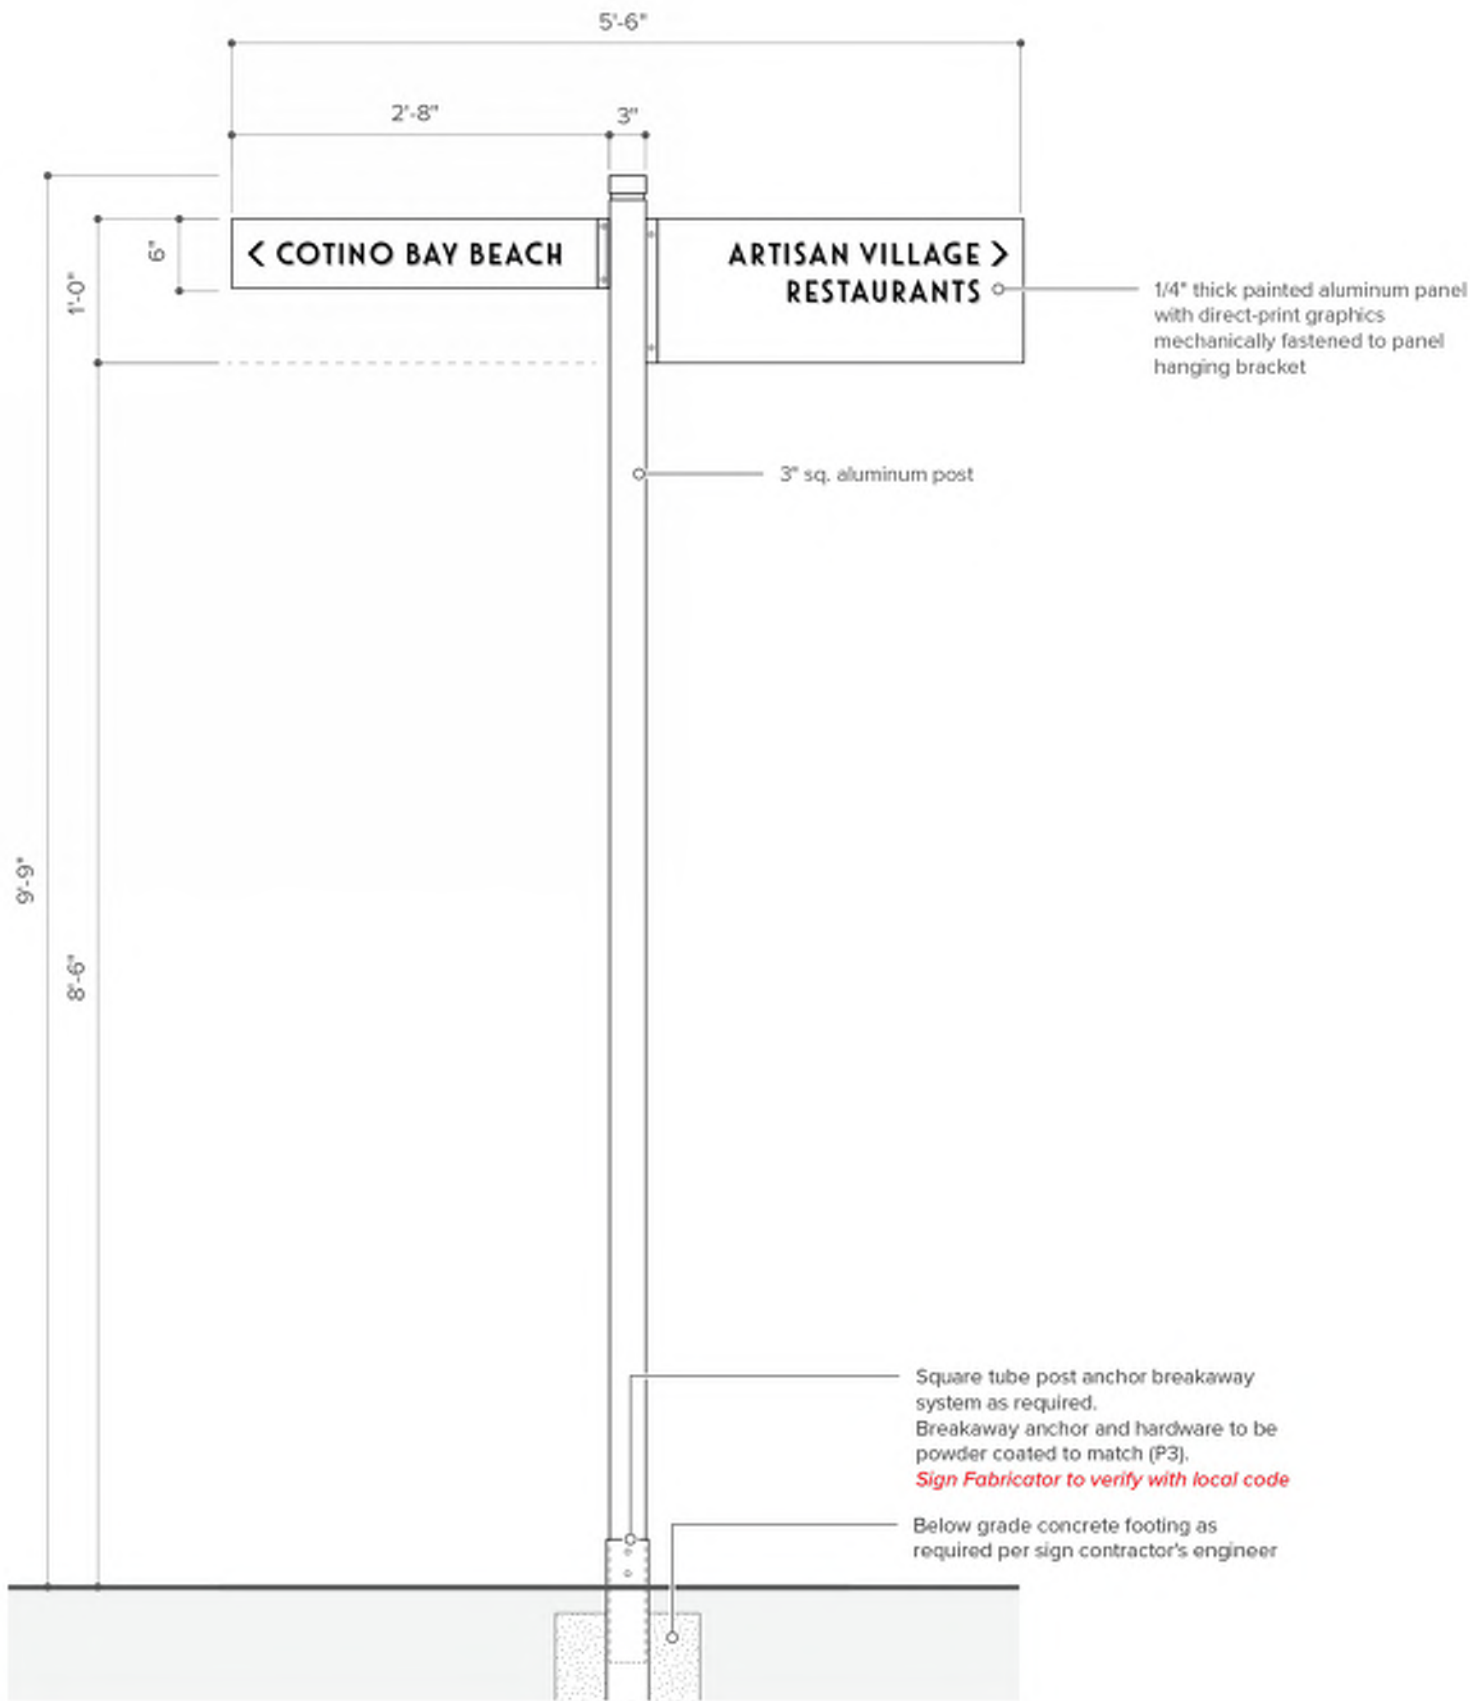 5'-6"
2'-8"
3"
< COTINO BAY BEACH
ARTISAN VILLAGE >
RESTAURANTS
6"
1'-0"
1/4" thick painted aluminum panel
with direct-print graphics
mechanically fastened to panel
hanging bracket
3" sq. aluminum post
9'-9"
8'-6"
Square tube post anchor breakaway
system as required.
Breakaway anchor and hardware to be
powder coated to match (P3).
Sign Fabricator to verify with local code
Below grade concrete footing as
required per sign contractor's engineer